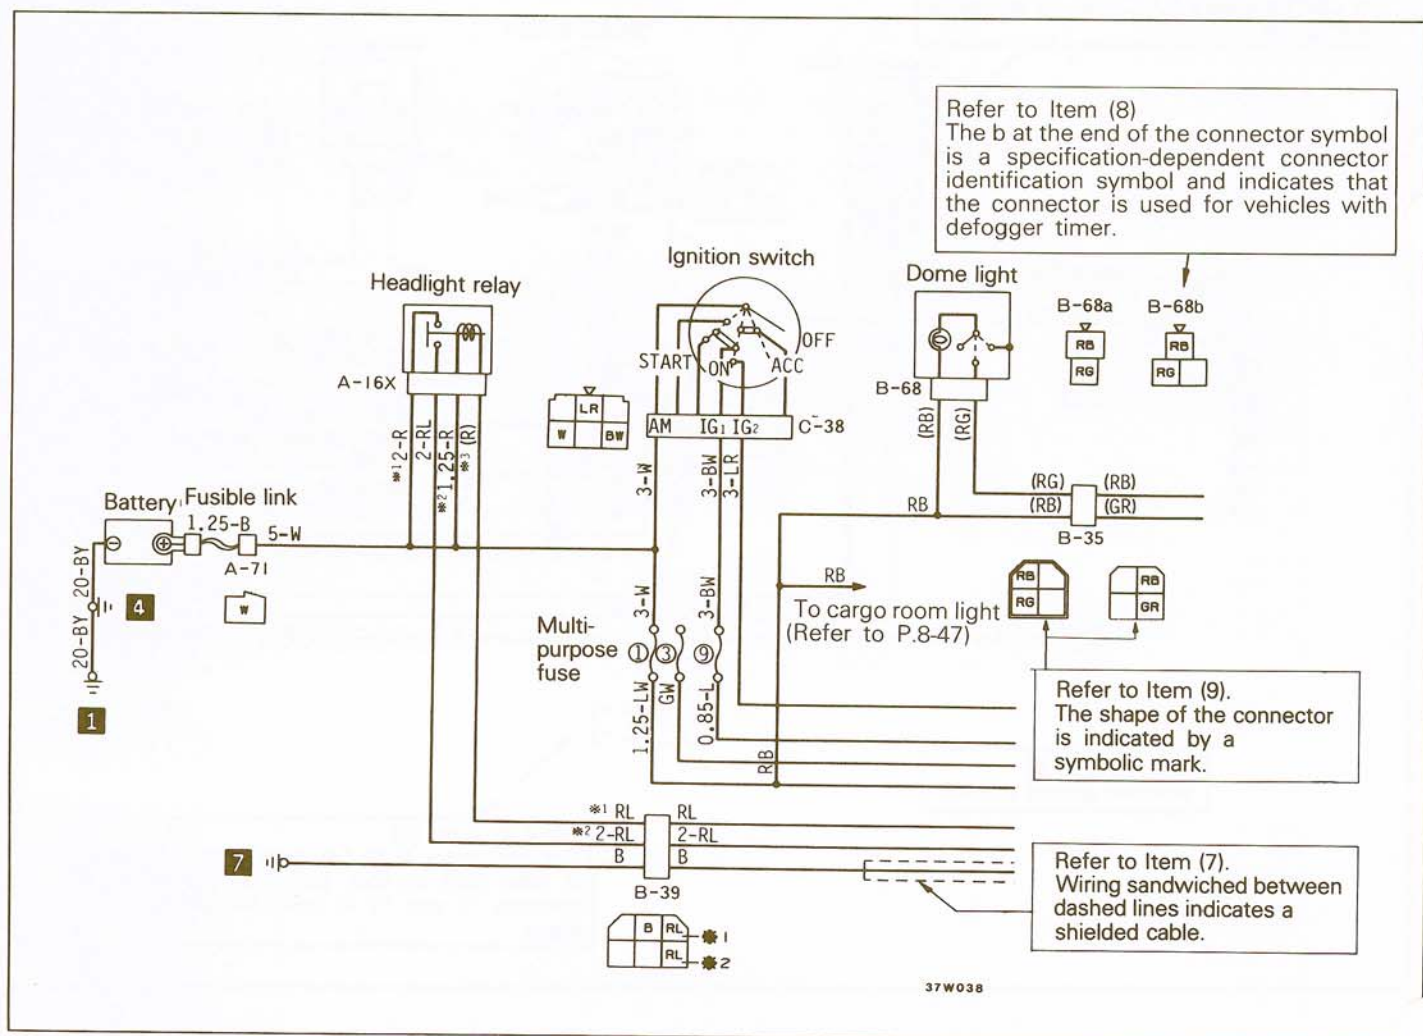 Refer to Item (8)
The b at the end of the connector symbol
is a specification-dependent connector
identification symbol and indicates that
the connector is used for vehicles with
defogger timer.
Ignition switch
Dome light
Headlight relay
B-68a
B-68b
RB
RG
RB
RG
OFF
START
ON
ACC
A-16X
B-68
LR
W
BW
AM
IG1
IG2
C-38
(RB)
(RG)
※1 2-R
2-RL
※2 1.25-R
※3 (R)
3-W
3-BW
3-LR
(RG)
(RB)
(RB)
(GR)
RB
B-35
Battery
Fusible link
1.25-B
5-W
A-71
W
20-BY
4
20-BY
1
RB
To cargo room light
(Refer to P.8-47)
RB
RG
RB
GR
3-W
3-BW
Multi-
purpose
fuse
①
③
⑨
1.25-LW
GW
0.85-L
RB
Refer to Item (9).
The shape of the connector
is indicated by a
symbolic mark.
※1 RL
RL
※2 2-RL
2-RL
B
B
7
B-39
Refer to Item (7).
Wiring sandwiched between
dashed lines indicates a
shielded cable.
B
RL
※1
RL
※2
37W038